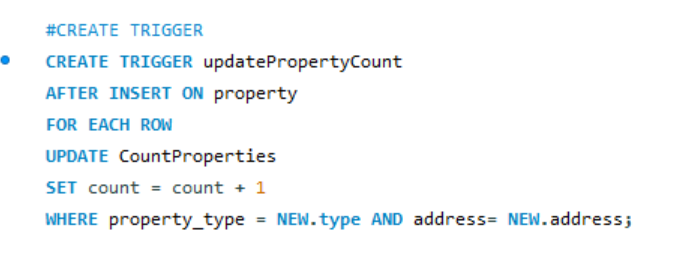 #CREATE TRIGGER
CREATE TRIGGER updatePropertyCount
AFTER INSERT ON property
FOR EACH ROW
UPDATE CountProperties
SET count = count + 1
WHERE property_type = NEW.type AND address= NEW.address;